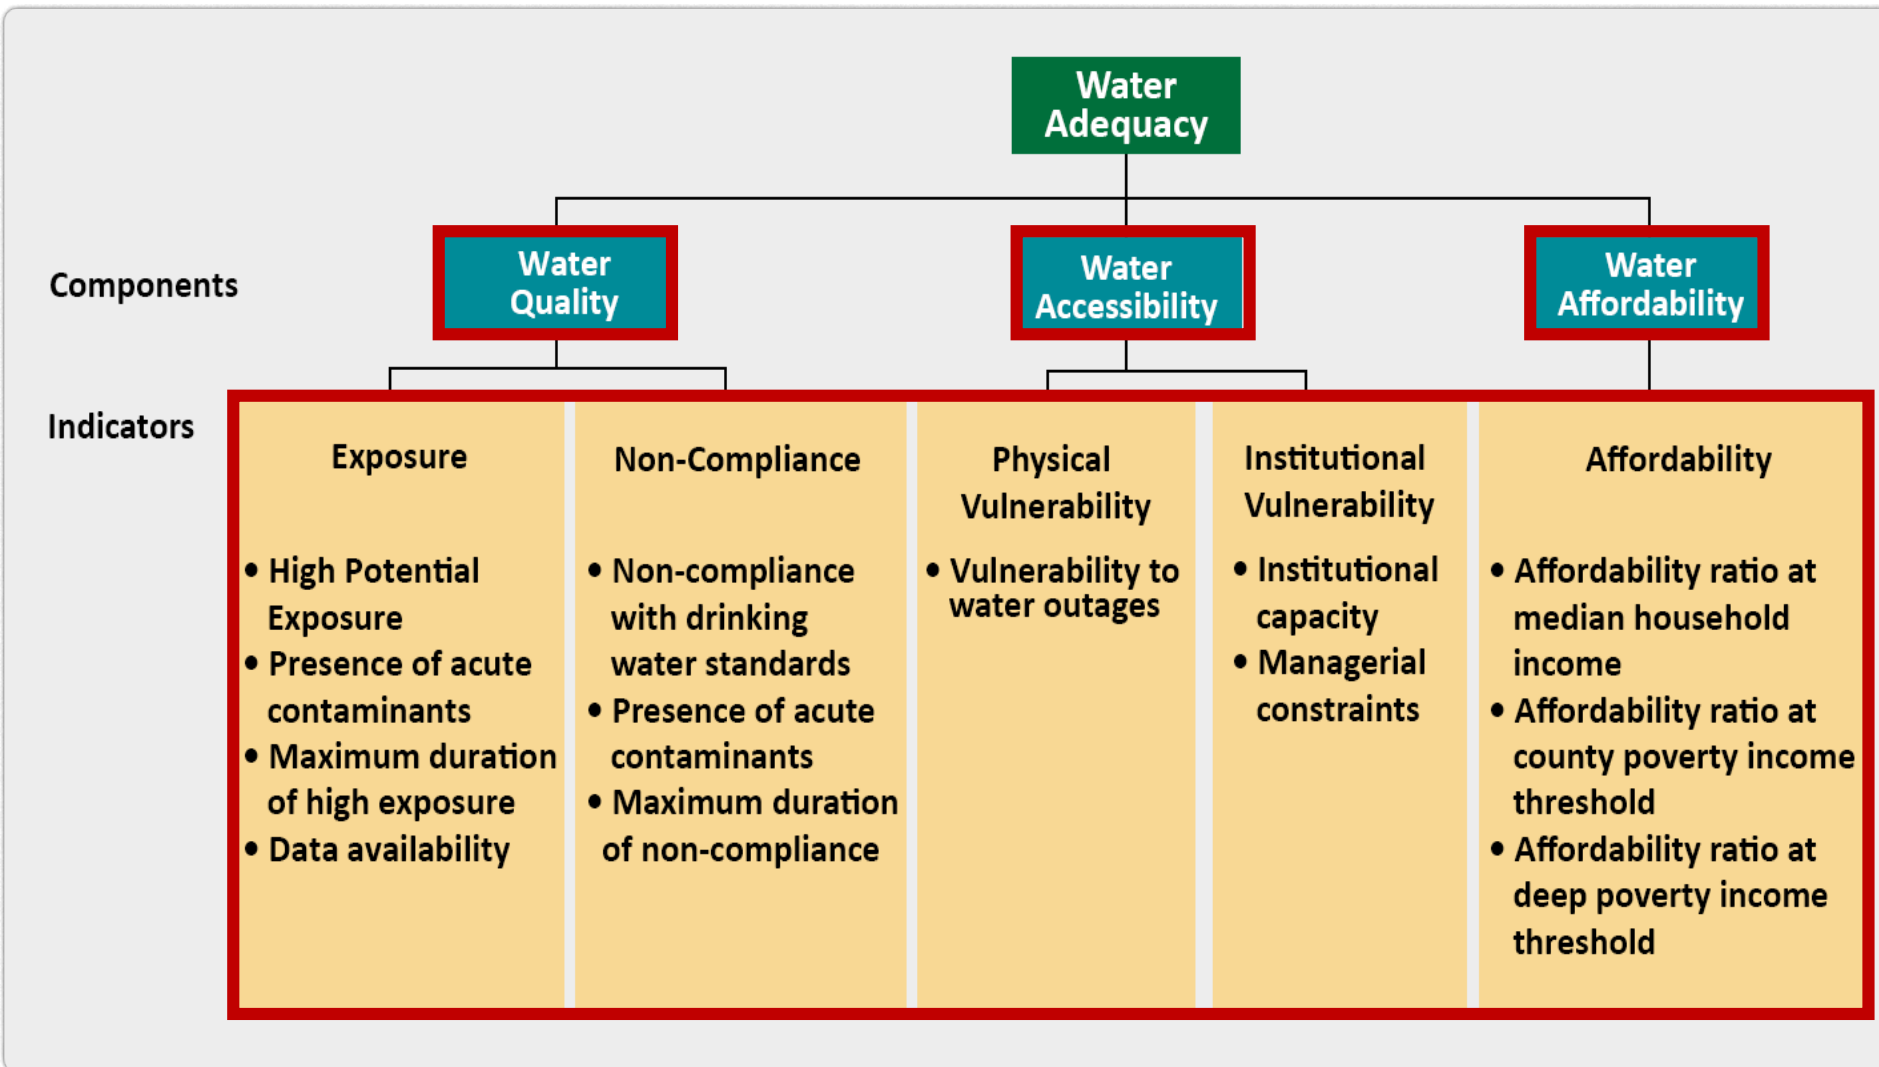 Water
Adequacy
Components
Water
Quality
Water
Accessibility
Water
Affordability
Indicators
Exposure
• High Potential
Exposure
• Presence of acute
contaminants
• Maximum duration
of high exposure
• Data availability
Non-Compliance
• Non-compliance
with drinking
water standards
• Presence of acute
contaminants
• Maximum duration
of non-compliance
Physical
Vulnerability
• Vulnerability to
water outages
Institutional
Vulnerability
• Institutional
capacity
• Managerial
constraints
Affordability
• Affordability ratio at
median household
income
• Affordability ratio at
county poverty income
threshold
• Affordability ratio at
deep poverty income
threshold